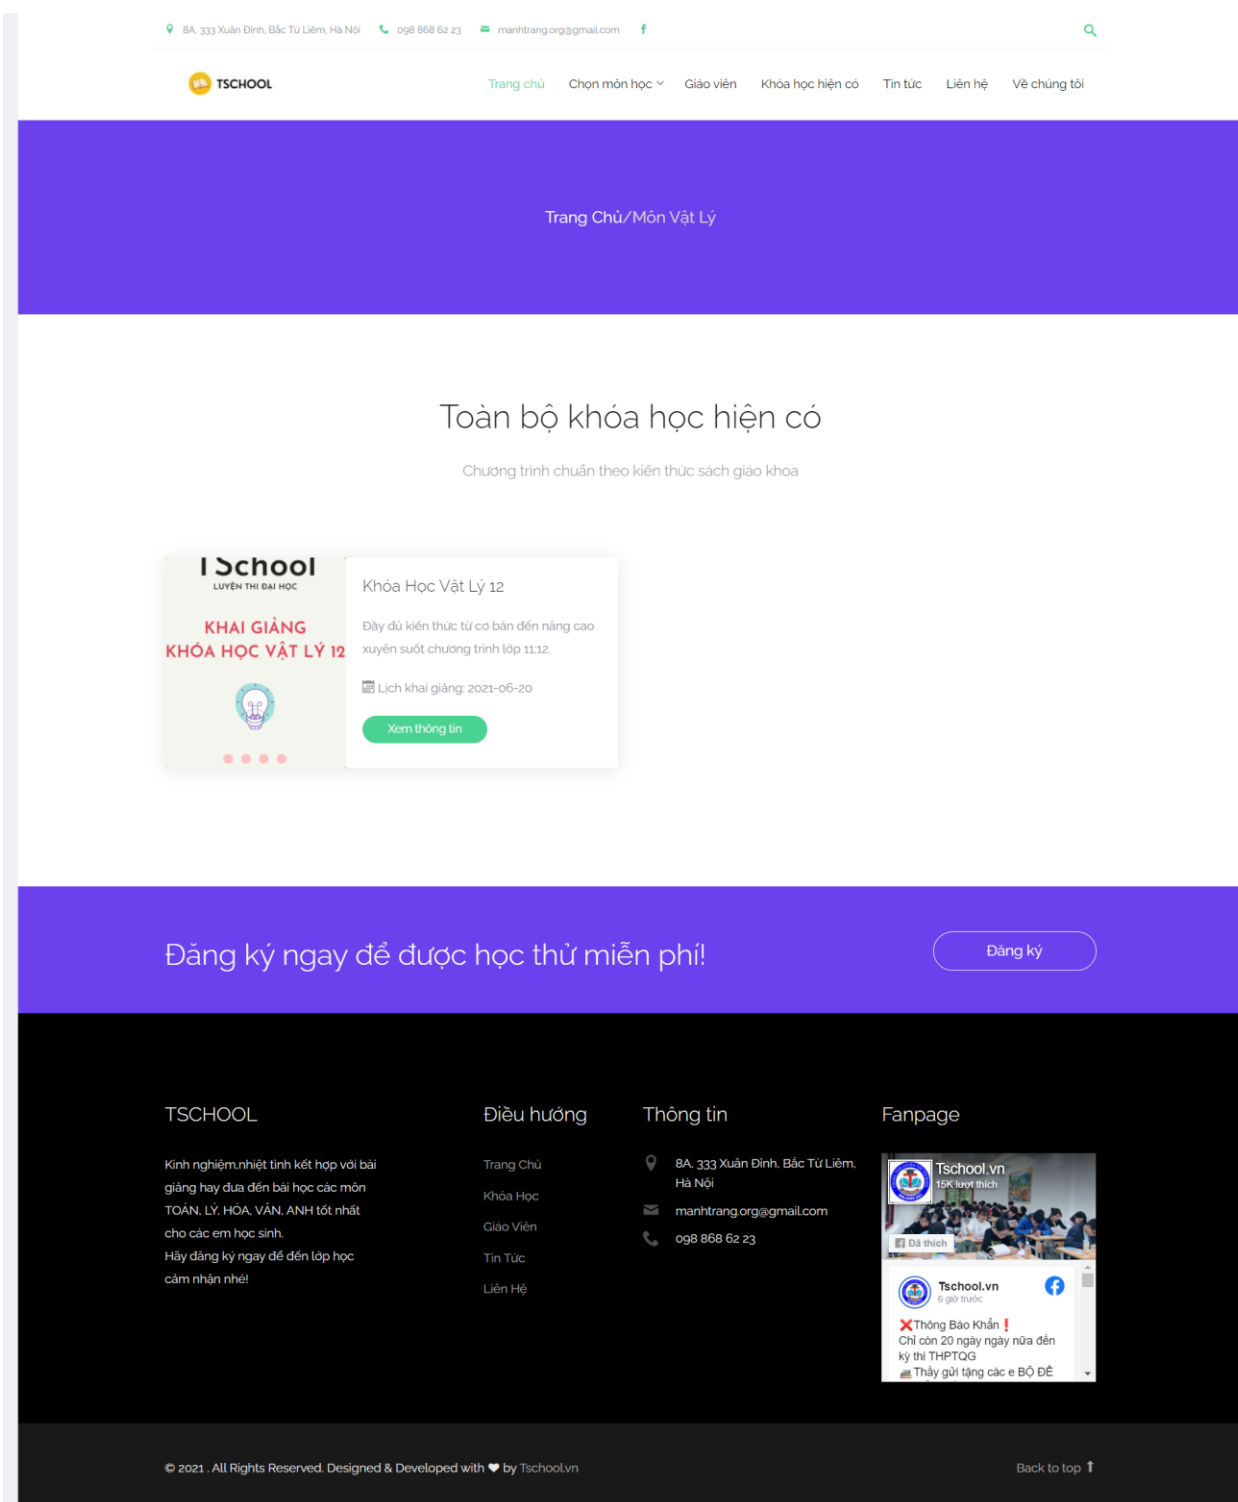 8A, 333 Xuân Đỉnh, Bắc Từ Liêm, Hà Nội 098 868 62 23 manhtrang.org@gmail.com
TSCHOOL Trang chủ Chọn môn học Giáo viên Khóa học hiện có Tin tức Liên hệ Về chúng tôi
Trang Chủ/Môn Vật Lý
Toàn bộ khóa học hiện có
Chương trình chuẩn theo kiến thức sách giáo khoa
TSchool
LUYỆN THI ĐẠI HỌC
KHAI GIẢNG
KHÓA HỌC VẬT LÝ 12
Khóa Học Vật Lý 12
Đầy đủ kiến thức từ cơ bản đến nâng cao
xuyên suốt chương trình lớp 11;12.
Lịch khai giảng: 2021-06-20
Xem thông tin
Đăng ký ngay để được học thử miễn phí!
Đăng ký
TSCHOOL
Kinh nghiệm,nhiệt tình kết hợp với bài
giảng hay đưa đến bài học các môn
TOÁN, LÝ, HÓA, VĂN, ANH tốt nhất
cho các em học sinh.
Hãy đăng ký ngay để đến lớp học
cảm nhận nhé!
Điều hướng
Trang Chủ
Khóa Học
Giáo Viên
Tin Tức
Liên Hệ
Thông tin
8A, 333 Xuân Đỉnh, Bắc Từ Liêm,
Hà Nội
manhtrang.org@gmail.com
098 868 62 23
Fanpage
Tschool.vn
15K lượt thích
Đã thích
Tschool.vn
6 giờ trước
❌Thông Báo Khẩn❗
Chỉ còn 20 ngày ngày nữa đến
kỳ thi THPTQG
Thầy gửi tặng các e BỘ ĐỀ
© 2021 . All Rights Reserved. Designed & Developed with ❤ by Tschool.vn
Back to top